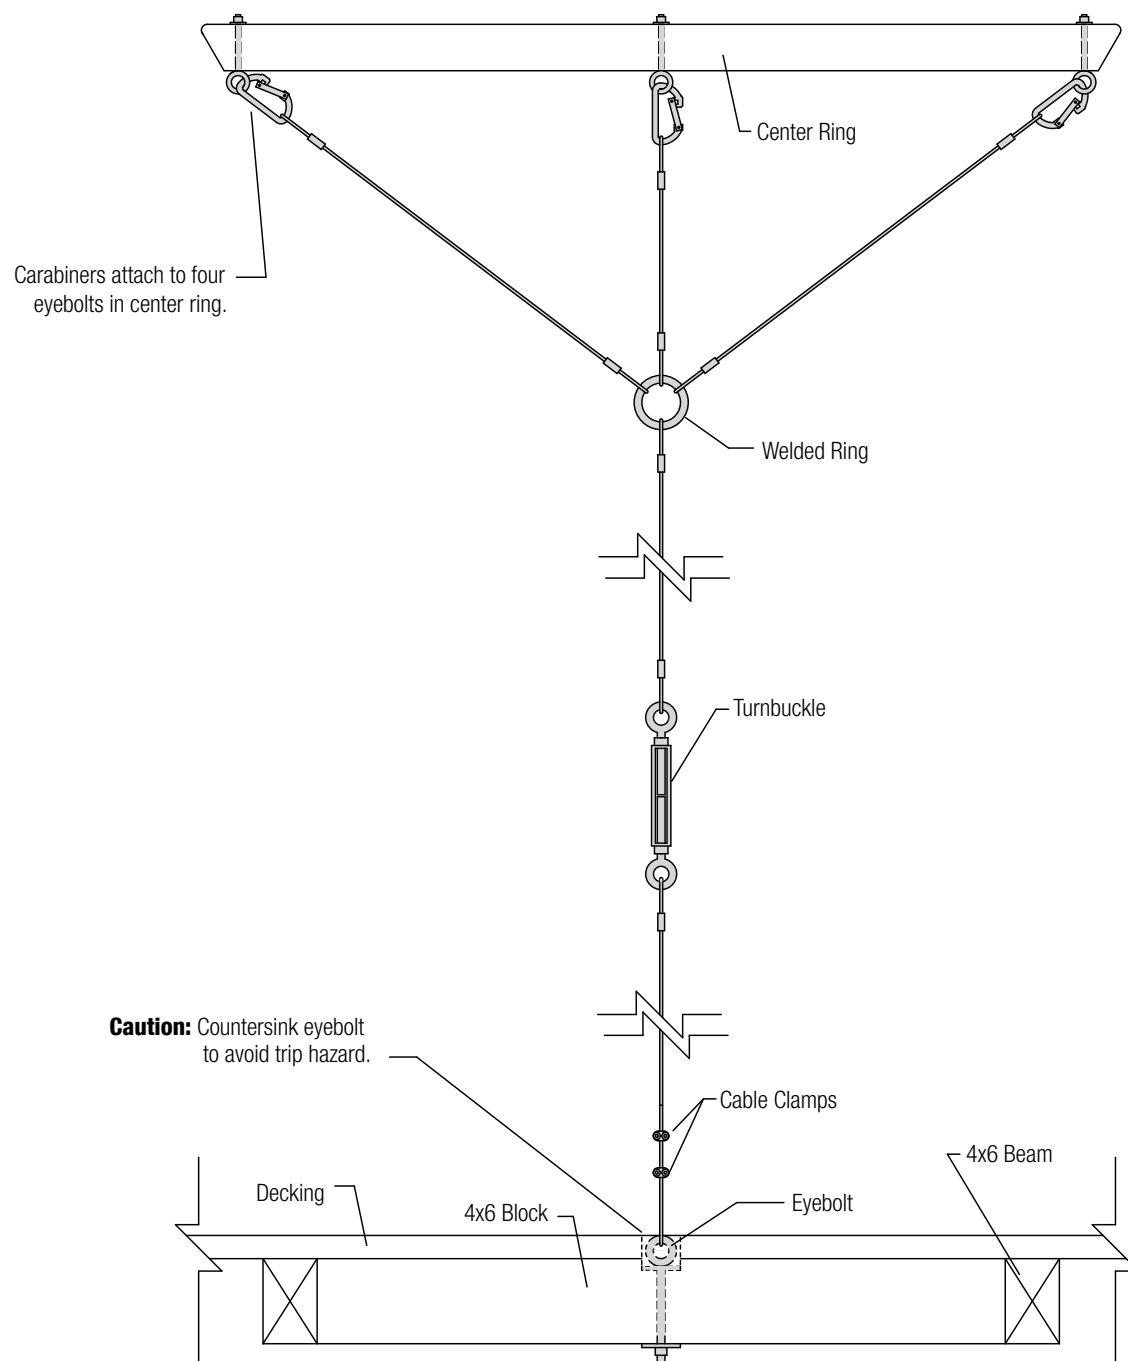 Center Ring
Carabiners attach to four
eyebolts in center ring.
Welded Ring
Turnbuckle
Caution: Countersink eyebolt
to avoid trip hazard.
Cable Clamps
4x6 Beam
Decking
4x6 Block
Eyebolt